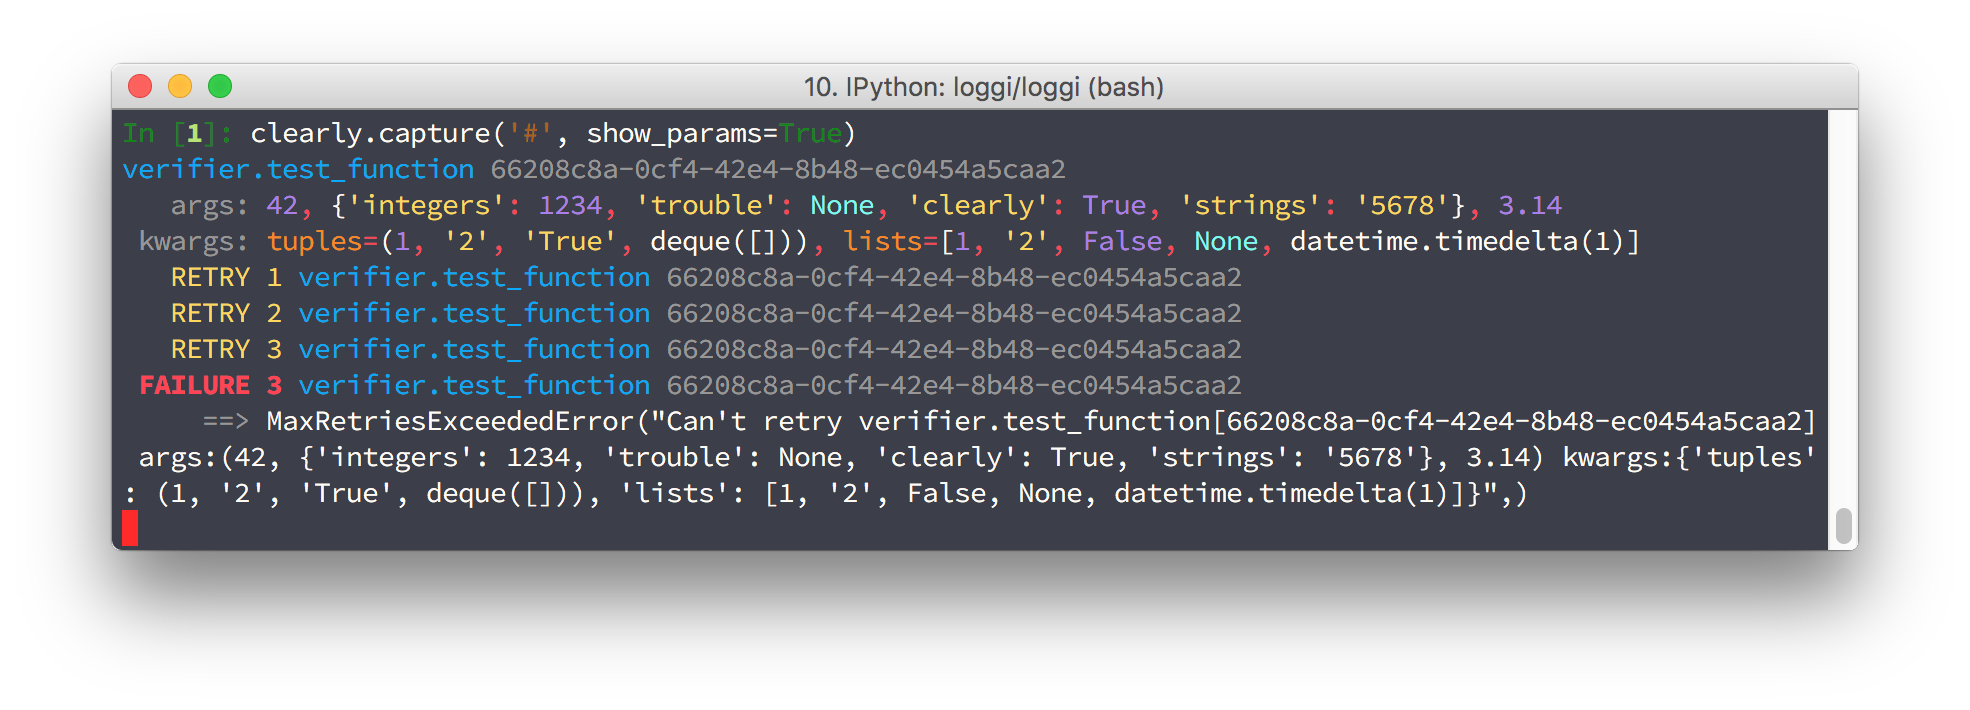 10. IPython: loggi/loggi (bash)
In [1]: clearly.capture('#', show_params=True)
verifier.test_function 66208c8a-0cf4-42e4-8b48-ec0454a5caa2
args: 42, {'integers': 1234, 'trouble': None, 'clearly': True, 'strings': '5678'}, 3.14
kwargs: tuples=(1, '2', 'True', deque([])), lists=[1, '2', False, None, datetime.timedelta(1)]
RETRY 1 verifier.test_function 66208c8a-0cf4-42e4-8b48-ec0454a5caa2
RETRY 2 verifier.test_function 66208c8a-0cf4-42e4-8b48-ec0454a5caa2
RETRY 3 verifier.test_function 66208c8a-0cf4-42e4-8b48-ec0454a5caa2
FAILURE 3 verifier.test_function 66208c8a-0cf4-42e4-8b48-ec0454a5caa2
==> MaxRetriesExceededError("Can't retry verifier.test_function[66208c8a-0cf4-42e4-8b48-ec0454a5caa2]
args:(42, {'integers': 1234, 'trouble': None, 'clearly': True, 'strings': '5678'}, 3.14) kwargs:{'tuples'
: (1, '2', 'True', deque([])), 'lists': [1, '2', False, None, datetime.timedelta(1)]}",)